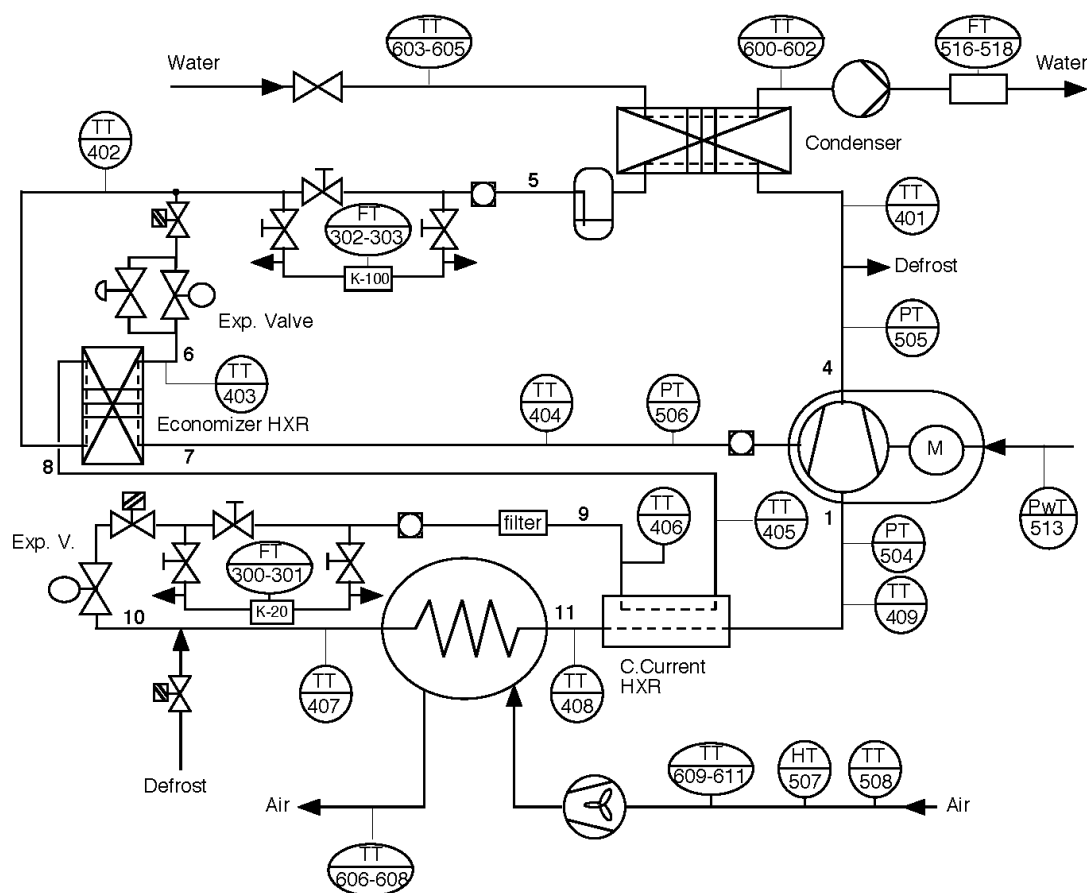 TT
603-605
TT
600-602
FT
516-518
Water
Water
Condenser
TT
402
5
FT
302-303
K-100
TT
401
Defrost
PT
505
Exp. Valve
6
4
TT
403
Economizer HXR
TT
404
PT
506
M
7
8
1
PwT
513
Exp. V.
filter
9
TT
406
TT
405
PT
504
FT
300-301
K-20
TT
409
10
11
C.Current
HXR
TT
407
TT
408
Defrost
TT
609-611
HT
507
TT
508
Air
Air
TT
606-608